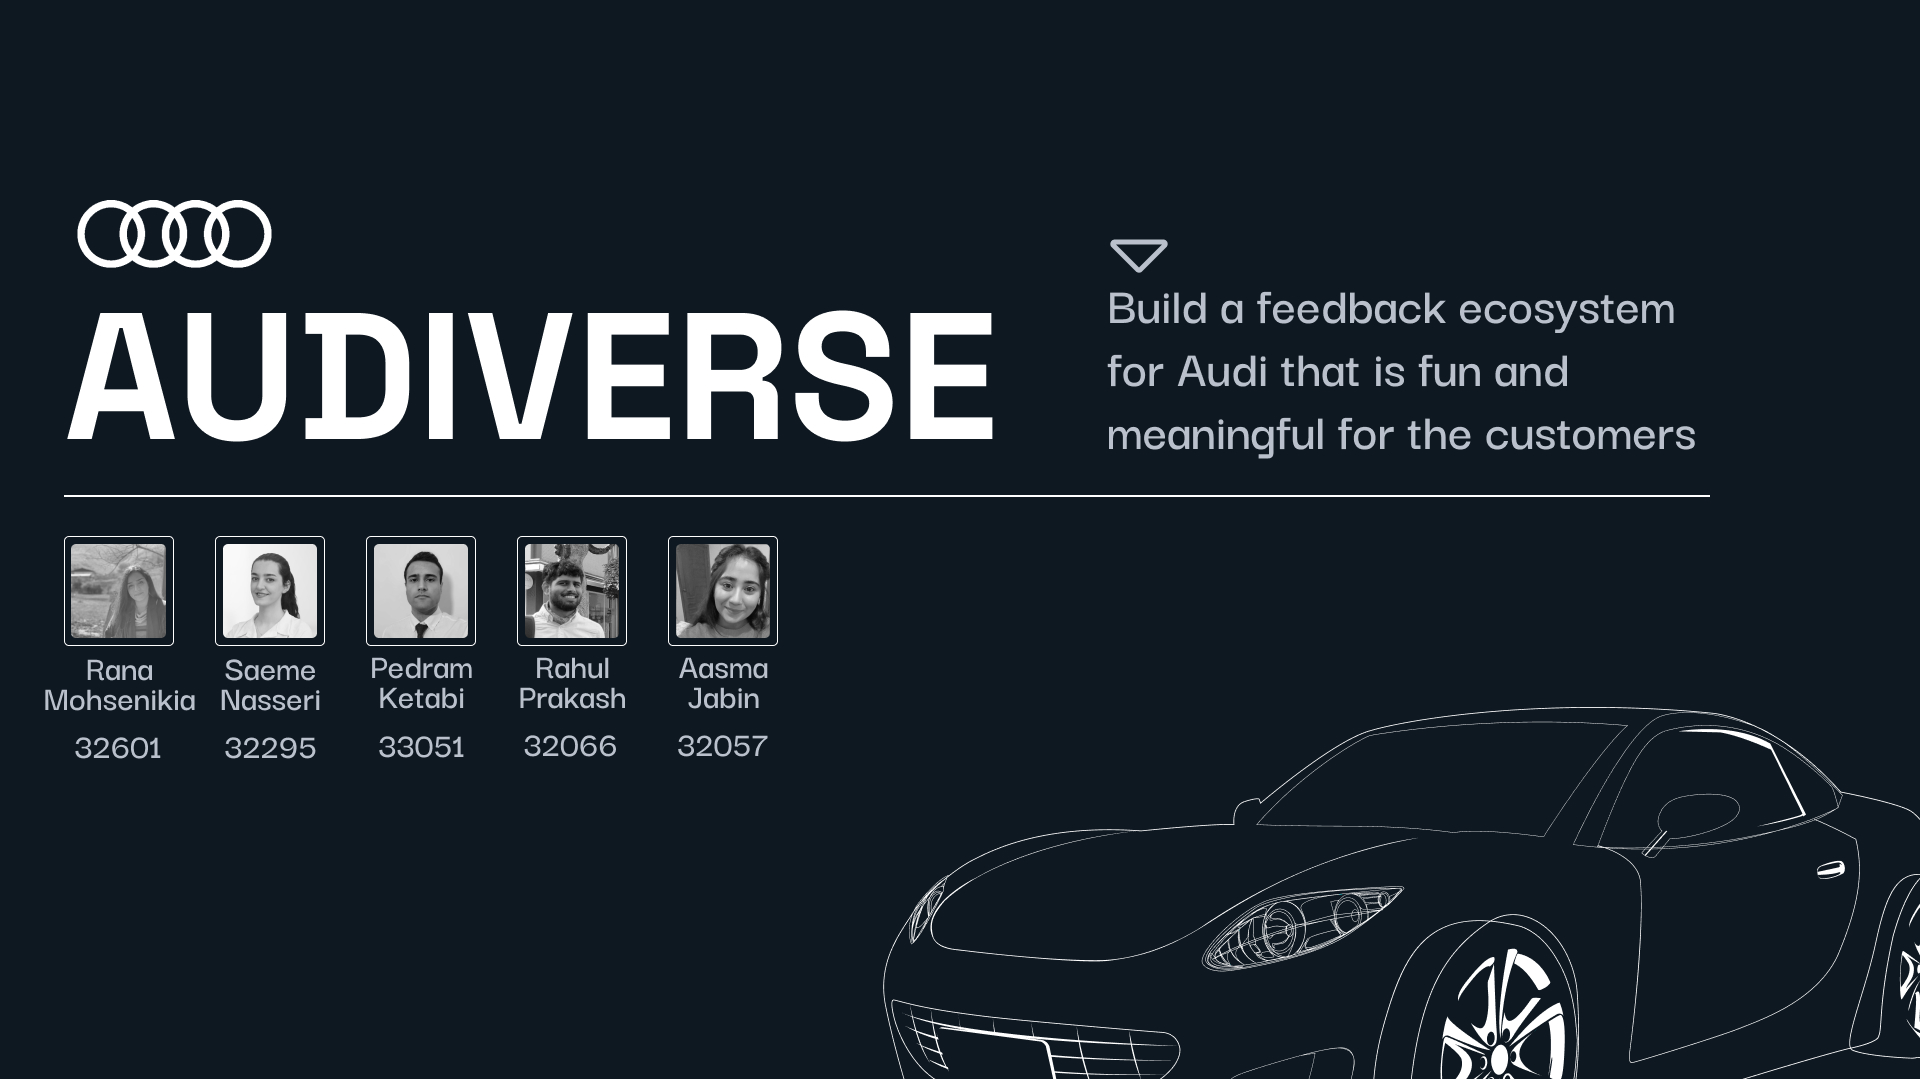 AUDIVERSE
Build a feedback ecosystem
for Audi that is fun and
meaningful for the customers
Rana
Mohsenikia
32601
Saeme
Nasseri
32295
Pedram
Ketabi
33051
Rahul
Prakash
32066
Aasma
Jabin
32057